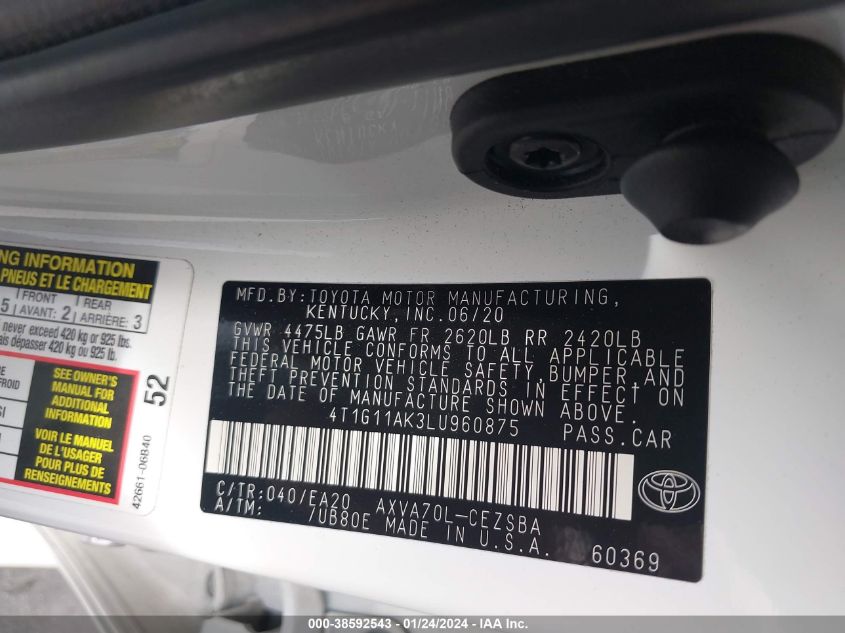 NG INFORMATION
PNEUS ET LE CHARGEMENT
5 FRONT REAR
AVANT: 2 ARRIÈRE: 3
never exceed 420 kg or 925 lbs.
ais dépasser 420 kg ou 925 lb.
SEE OWNER'S
MANUAL FOR
ADDITIONAL
INFORMATION
VOIR LE MANUEL
DE L'USAGER
POUR PLUS DE
RENSEIGNEMENTS
52
42661-06B40
MFD.BY:TOYOTA MOTOR MANUFACTURING,
KENTUCKY, INC.06/20
GVWR 4475LB GAWR FR 2620LB RR 2420LB
THIS VEHICLE CONFORMS TO ALL APPLICABLE
FEDERAL MOTOR VEHICLE SAFETY,BUMPER,AND
THEFT PREVENTION STANDARDS IN EFFECT ON
THE DATE OF MANUFACTURE SHOWN ABOVE.
4T1G11AK3LU960875 PASS.CAR
C/TR:040/EA20 AXVA70L-CEZSBA
A/TM: /UB80E MADE IN U.S.A. 60369
000-38592543 - 01/24/2024 - IAA Inc.